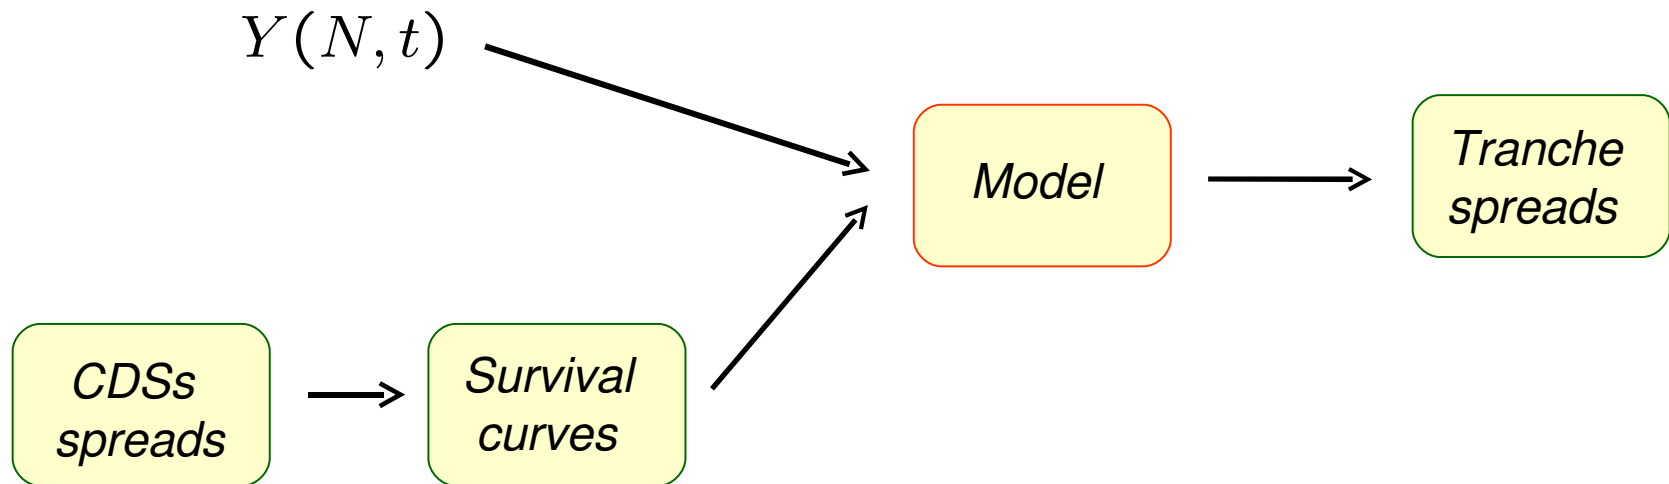 Y(N,t)
Model
Tranche
spreads
CDSs
spreads
Survival
curves